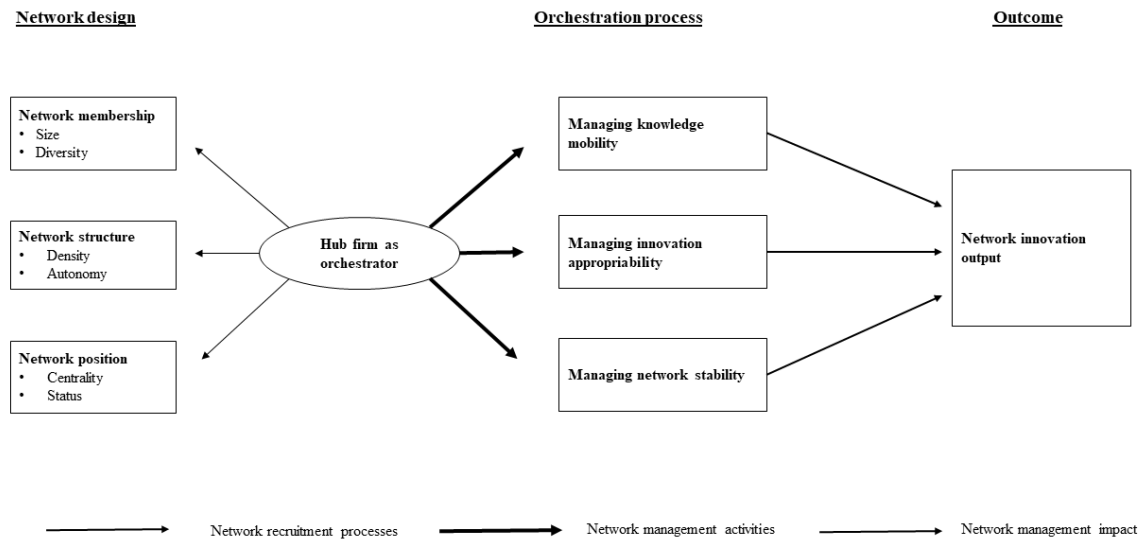 Network design
Orchestration process
Outcome
Network membership
• Size
• Diversity
Network structure
• Density
• Autonomy
Network position
• Centrality
• Status
Hub firm as
orchestrator
Managing knowledge
mobility
Managing innovation
appropriability
Managing network stability
Network innovation
output
Network recruitment processes
Network management activities
Network management impact